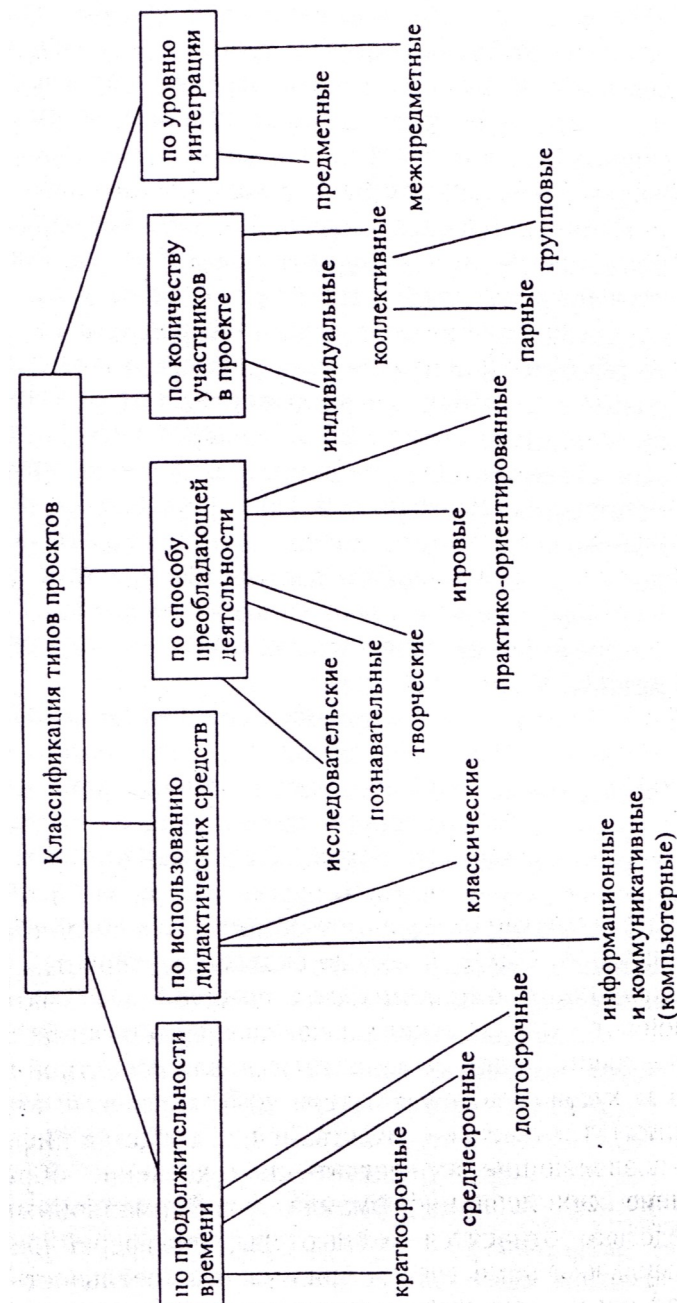 Классификация типов проектов
по продолжительности
времени
по использованию
дидактических средств
по способу
преобладающей
деятельности
по количеству
участников
в проекте
по уровню
интеграции
краткосрочные
среднесрочные
долгосрочные
классические
информационные
и коммуникативные
(компьютерные)
исследовательские
познавательные
творческие
игровые
практико-ориентированные
индивидуальные
коллективные
парные
групповые
предметные
межпредметные